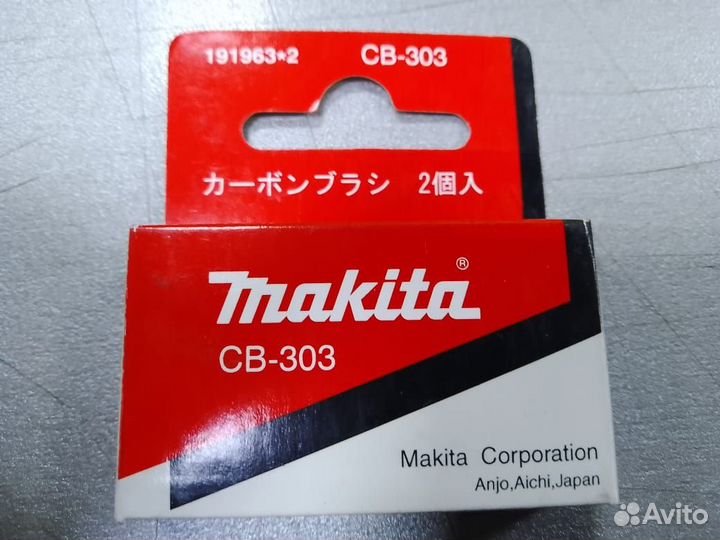 191963*2 CB-303
カーボンブラシ 2個入
makita®
CB-303
Makita Corporation
Anjo,Aichi,Japan
Avito